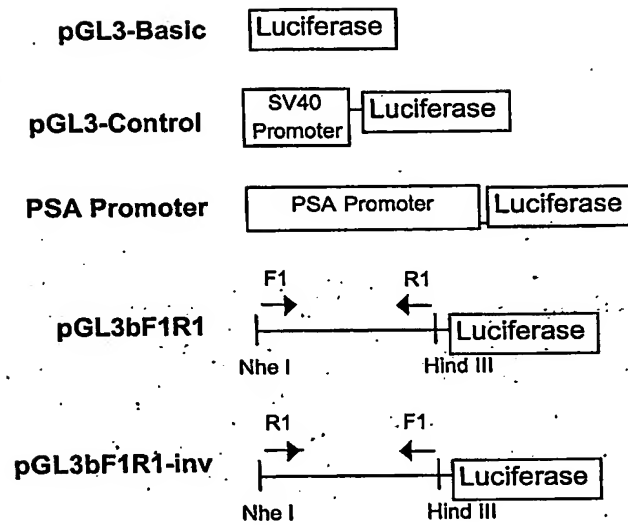 pGL3-Basic Luciferase
pGL3-Control SV40 Promoter Luciferase
PSA Promoter PSA Promoter Luciferase
F1 R1
pGL3bF1R1 Luciferase
Nhe I Hind III
R1 F1
pGL3bF1R1-inv Luciferase
Nhe I Hind III